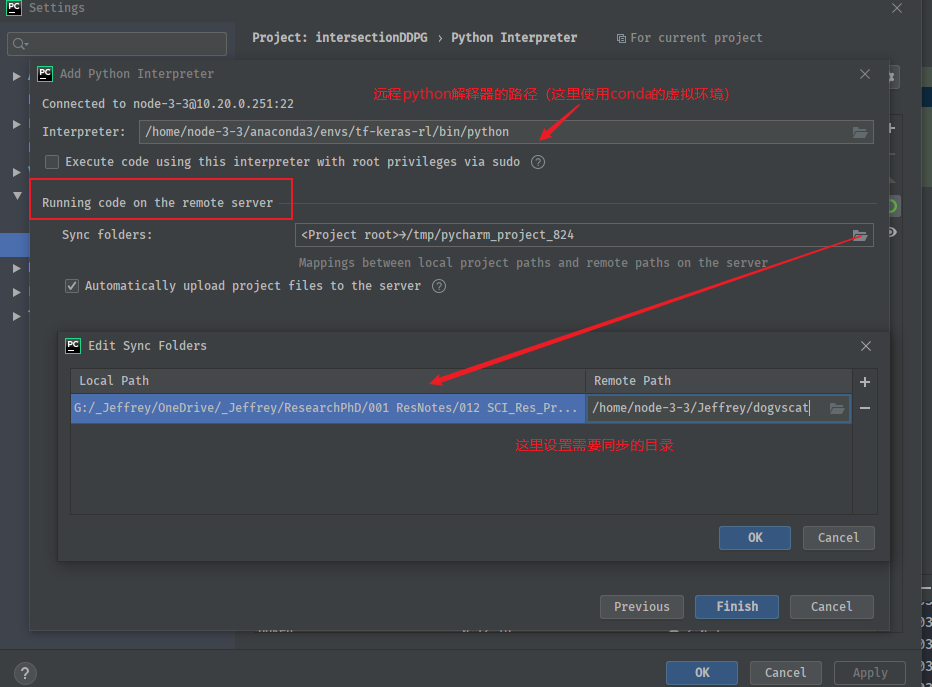 Settings
Project: intersectionDDPG › Python Interpreter
For current project
Add Python Interpreter
Connected to node-3-3@10.20.0.251:22
远程python解释器的路径（这里使用conda的虚拟环境）
Interpreter: /home/node-3-3/anaconda3/envs/tf-keras-rl/bin/python
Execute code using this interpreter with root privileges via sudo ?
Running code on the remote server
Sync folders: <Project root>→/tmp/pycharm_project_824
Mappings between local project paths and remote paths on the server
Automatically upload project files to the server ?
Edit Sync Folders
Local Path Remote Path
G:/_Jeffrey/OneDrive/_Jeffrey/ResearchPhD/001 ResNotes/012 SCI_Res_Pr... /home/node-3-3/Jeffrey/dogvscat
这里设置需要同步的目录
OK Cancel
Previous Finish Cancel
? OK Cancel Apply